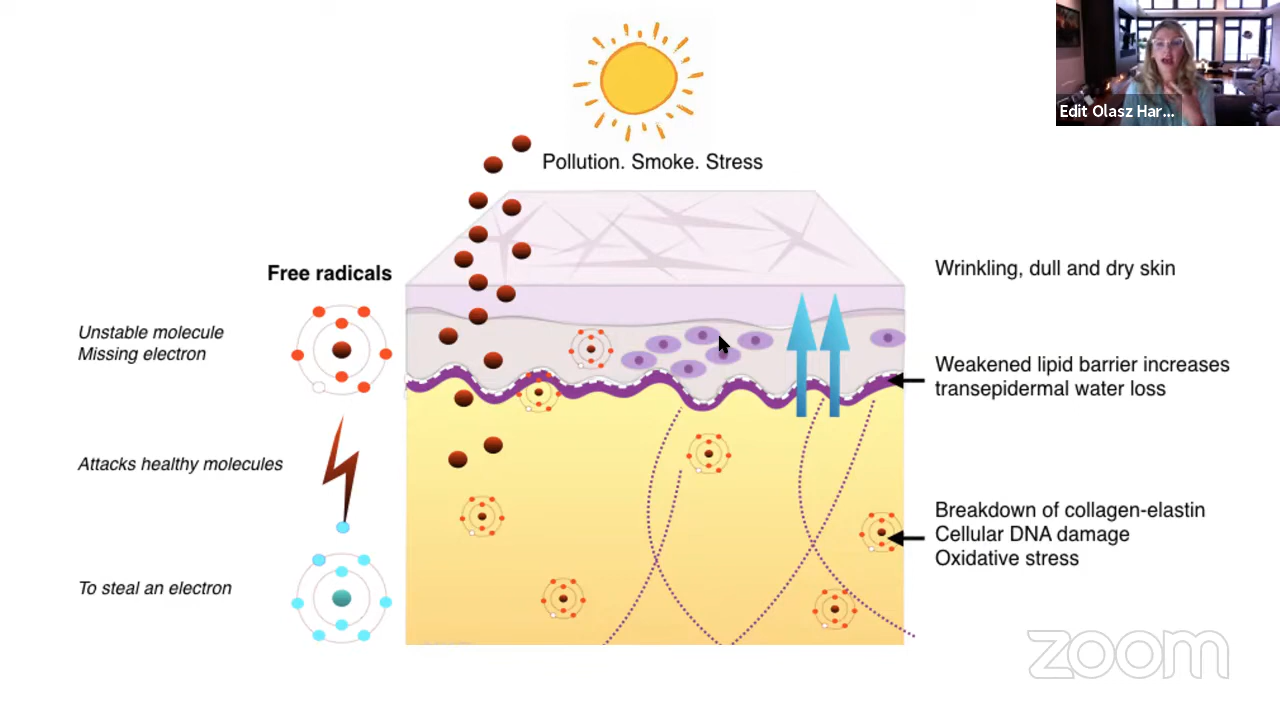 Edit Olasz Har...
Pollution. Smoke. Stress
Free radicals
Unstable molecule
Missing electron
Attacks healthy molecules
To steal an electron
Wrinkling, dull and dry skin
Weakened lipid barrier increases
transepidermal water loss
Breakdown of collagen-elastin
Cellular DNA damage
Oxidative stress
zoom